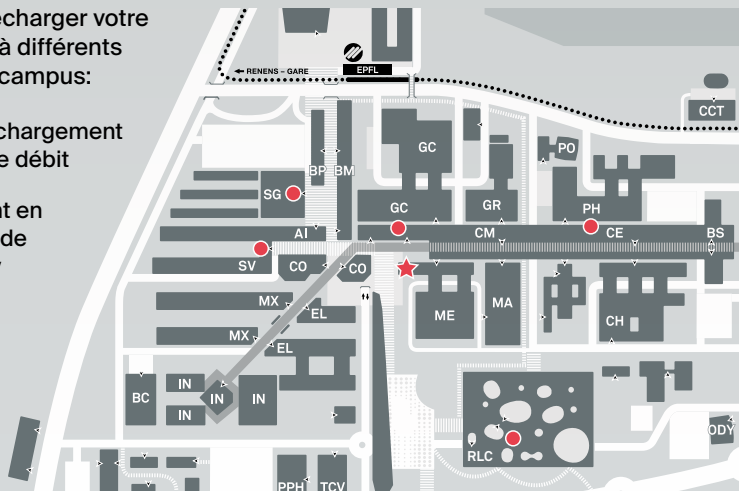 echarger votre
à différents
campus:
chargement
e débit
t en
de
← RENENS – GARE
EPFL
CCT
GC
PO
BP
BM
SG
GC
GR
PH
AI
CM
CE
BS
SV
CO
CO
MX
EL
ME
MA
CH
MX
EL
BC
IN
IN
IN
IN
RLC
ODY
PPH
TCV